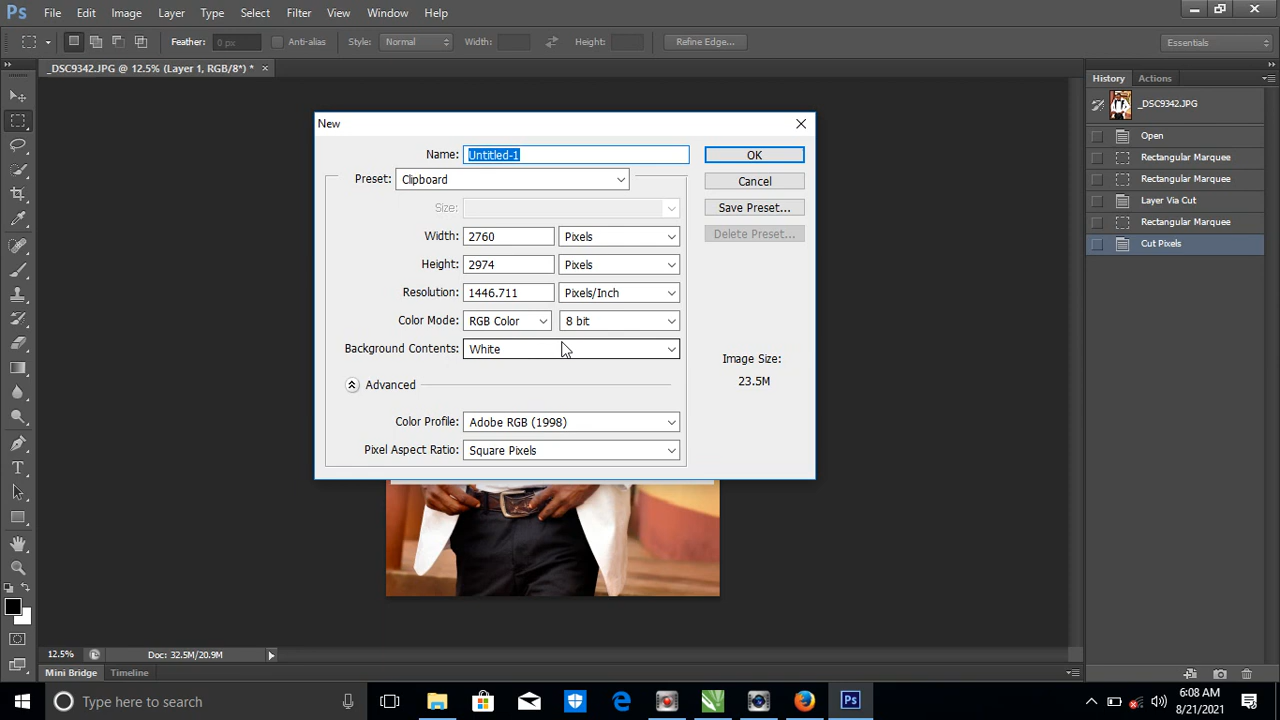 Ps File Edit Image Layer Type Select Filter View Window Help
Feather: 0 px Anti-alias Style: Normal Width: Height: Refine Edge... Essentials
_DSC9342.JPG @ 12.5% (Layer 1, RGB/8*) * ×
History Actions
_DSC9342.JPG
Open
Rectangular Marquee
Rectangular Marquee
Layer Via Cut
Rectangular Marquee
Cut Pixels
New
Name: Untitled-1 OK
Preset: Clipboard Cancel
Size: Save Preset...
Width: 2760 Pixels Delete Preset...
Height: 2974 Pixels
Resolution: 1446.711 Pixels/Inch
Color Mode: RGB Color 8 bit
Background Contents: White
Image Size:
23.5M
Advanced
Color Profile: Adobe RGB (1998)
Pixel Aspect Ratio: Square Pixels
12.5% Doc: 32.5M/20.9M
Mini Bridge Timeline
Type here to search
Ps
6:08 AM
8/21/2021